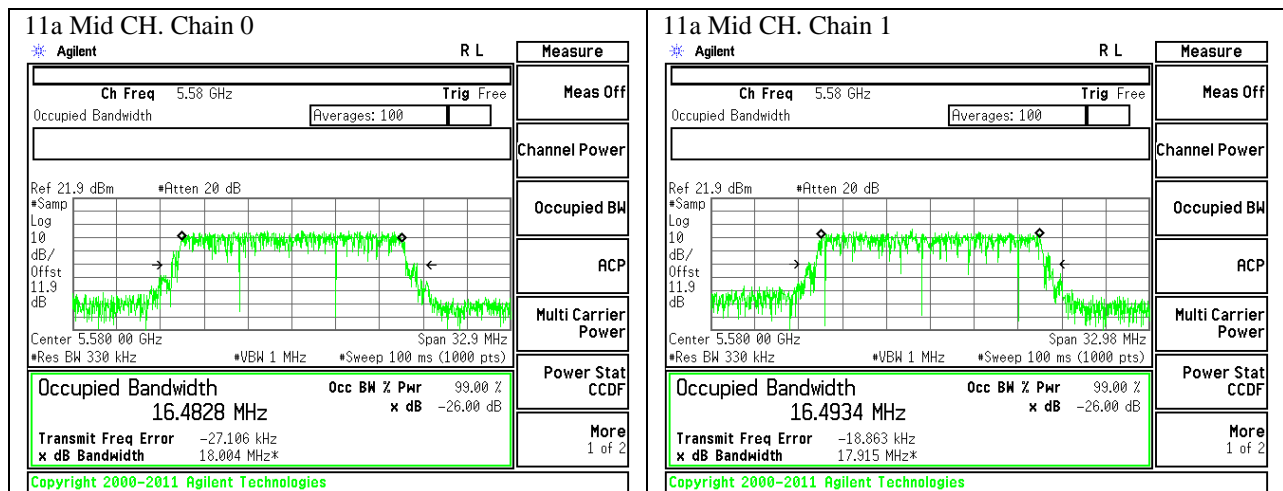 11a Mid CH. Chain 0
Agilent R L Measure
Ch Freq 5.58 GHz Trig Free
Occupied Bandwidth Averages: 100
Meas Off
Channel Power
Occupied BW
ACP
Multi Carrier
Power
Power Stat
CCDF
More
1 of 2
Ref 21.9 dBm #Atten 20 dB
#Samp
Log
10
dB/
Offst
11.9
dB
Center 5.580 00 GHz Span 32.9 MHz
#Res BW 330 kHz #VBW 1 MHz #Sweep 100 ms (1000 pts)
Occupied Bandwidth Occ BW % Pwr 99.00 %
16.4828 MHz x dB -26.00 dB
Transmit Freq Error -27.106 kHz
x dB Bandwidth 18.004 MHz*
Copyright 2000-2011 Agilent Technologies
11a Mid CH. Chain 1
Agilent R L Measure
Ch Freq 5.58 GHz Trig Free
Occupied Bandwidth Averages: 100
Meas Off
Channel Power
Occupied BW
ACP
Multi Carrier
Power
Power Stat
CCDF
More
1 of 2
Ref 21.9 dBm #Atten 20 dB
#Samp
Log
10
dB/
Offst
11.9
dB
Center 5.580 00 GHz Span 32.98 MHz
#Res BW 330 kHz #VBW 1 MHz #Sweep 100 ms (1000 pts)
Occupied Bandwidth Occ BW % Pwr 99.00 %
16.4934 MHz x dB -26.00 dB
Transmit Freq Error -18.863 kHz
x dB Bandwidth 17.915 MHz*
Copyright 2000-2011 Agilent Technologies